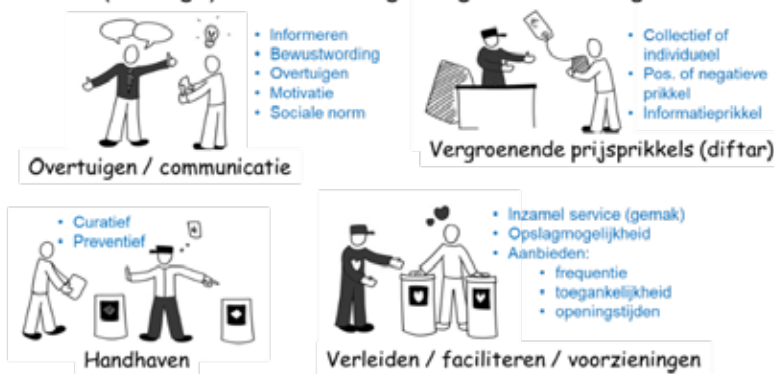 • Informeren
• Bewustwording
• Overtuigen
• Motivatie
• Sociale norm
Overtuigen / communicatie
€
• Collectief of
individueel
• Pos. of negatieve
prikkel
• Informatieprikkel
Vergroenende prijsprikkels (diftar)
• Curatief
• Preventief
Handhaven
• Inzamel service (gemak)
• Opslagmogelijkheid
• Aanbieden:
• frequentie
• toegankelijkheid
• openingstijden
Verleiden / faciliteren / voorzieningen